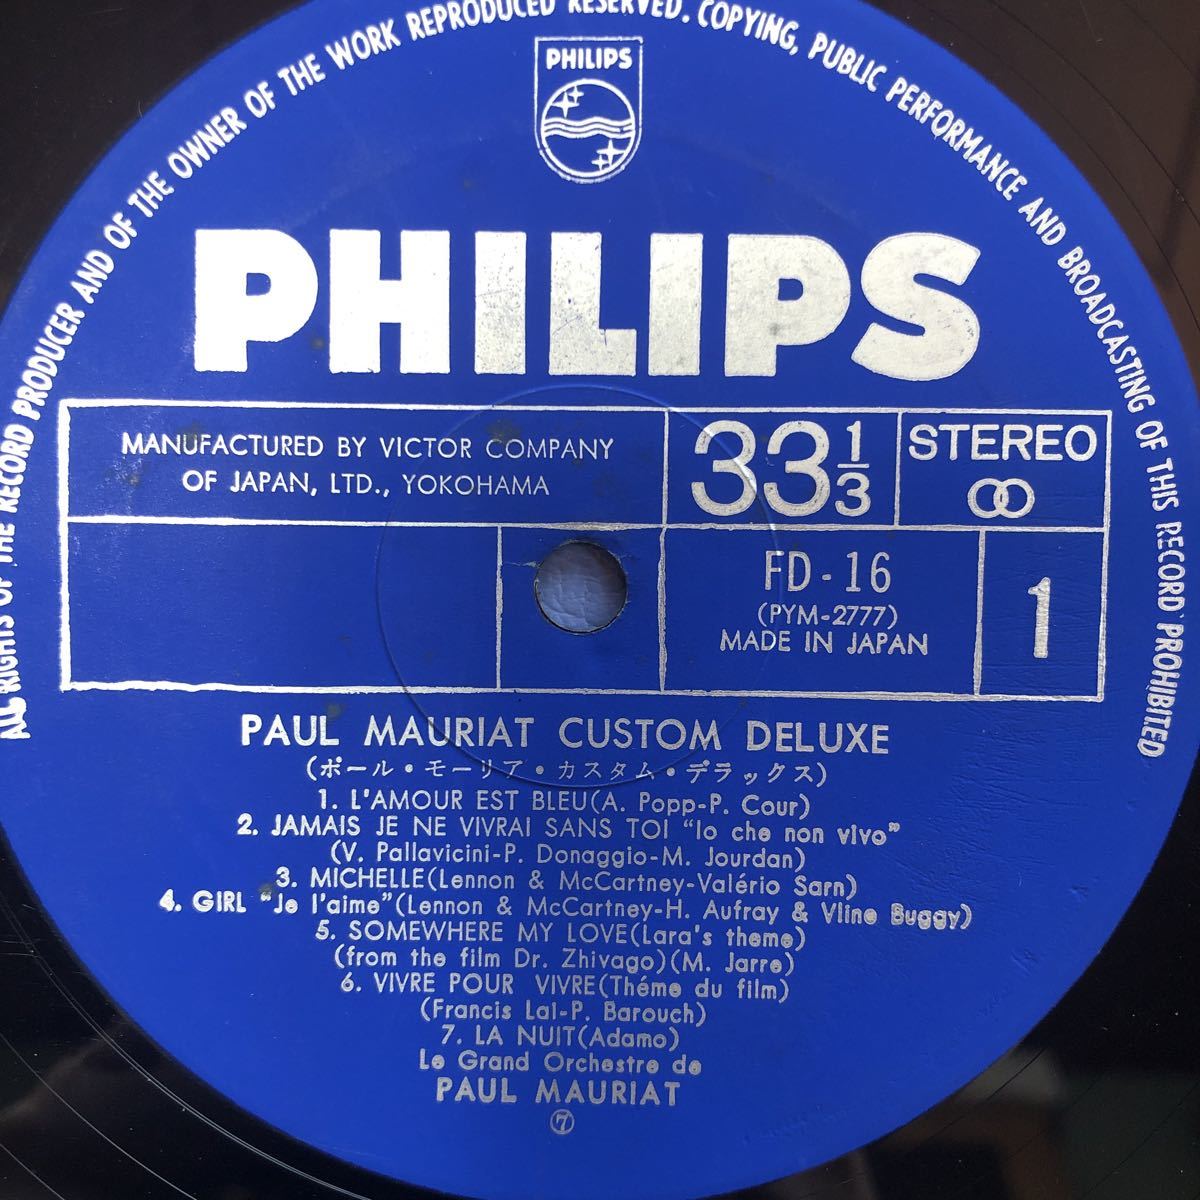 ALL RIGHTS OF THE RECORD PRODUCER AND OF THE OWNER OF THE WORK REPRODUCED RESERVED. COPYING, PUBLIC PERFORMANCE AND BROADCASTING OF THIS RECORD PROHIBITED
PHILIPS
PHILIPS
MANUFACTURED BY VICTOR COMPANY
OF JAPAN, LTD., YOKOHAMA
33 1/3
STEREO
FD-16
(PYM-2777)
MADE IN JAPAN
1
PAUL MAURIAT CUSTOM DELUXE
(ポール・モーリア・カスタム・デラックス)
1. L'AMOUR EST BLEU(A. Popp-P. Cour)
2. JAMAIS JE NE VIVRAI SANS TOI "Io che non vivo"
(V. Pallavicini-P. Donaggio-M. Jourdan)
3. MICHELLE(Lennon & McCartney-Valério Sarn)
4. GIRL "Je l'aime"(Lennon & McCartney-H. Aufray & Vline Buggy)
5. SOMEWHERE MY LOVE(Lara's theme)
(from the film Dr. Zhivago)(M. Jarre)
6. VIVRE POUR VIVRE(Théme du film)
(Francis Lai-P. Barouch)
7. LA NUIT(Adamo)
Le Grand Orchestre de
PAUL MAURIAT
⑦